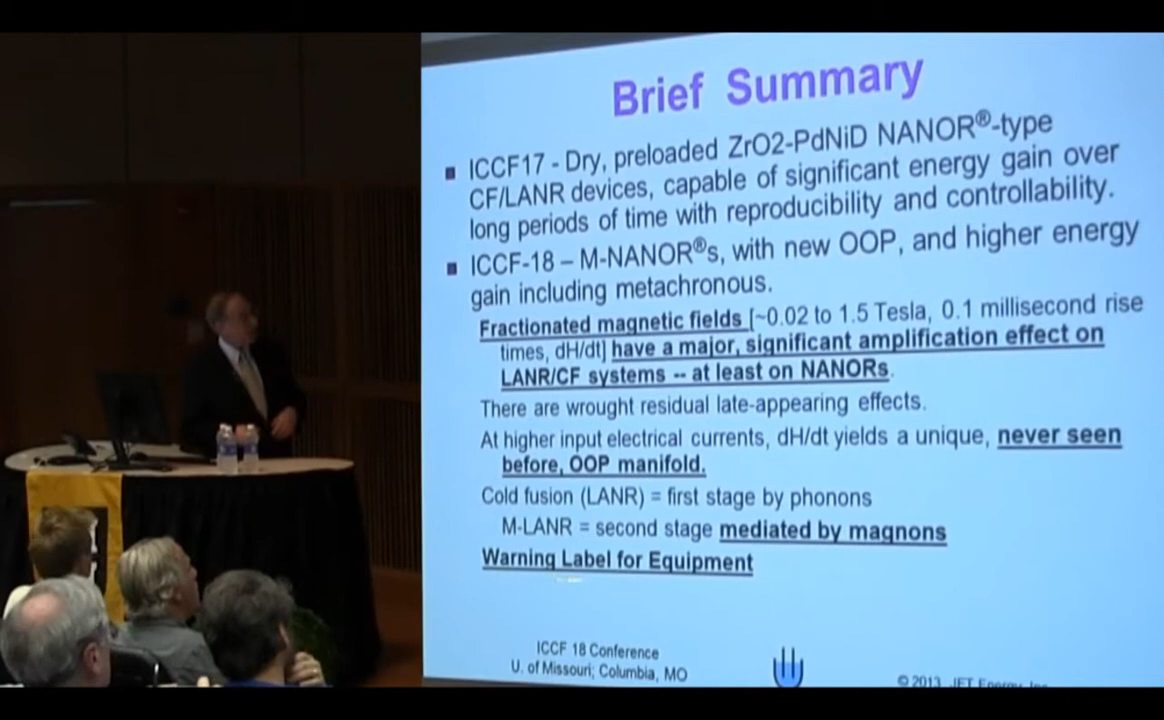 Brief Summary
ICCF17 - Dry, preloaded ZrO2-PdNiD NANOR®-type
CF/LANR devices, capable of significant energy gain over
long periods of time with reproducibility and controllability.
ICCF-18 – M-NANOR®s, with new OOP, and higher energy
gain including metachronous.
Fractionated magnetic fields [~0.02 to 1.5 Tesla, 0.1 millisecond rise
times, dH/dt] have a major, significant amplification effect on
LANR/CF systems -- at least on NANORs.
There are wrought residual late-appearing effects.
At higher input electrical currents, dH/dt yields a unique, never seen
before, OOP manifold.
Cold fusion (LANR) = first stage by phonons
M-LANR = second stage mediated by magnons
Warning Label for Equipment
ICCF 18 Conference
U. of Missouri; Columbia, MO
© 2013 JET Energy, Inc.